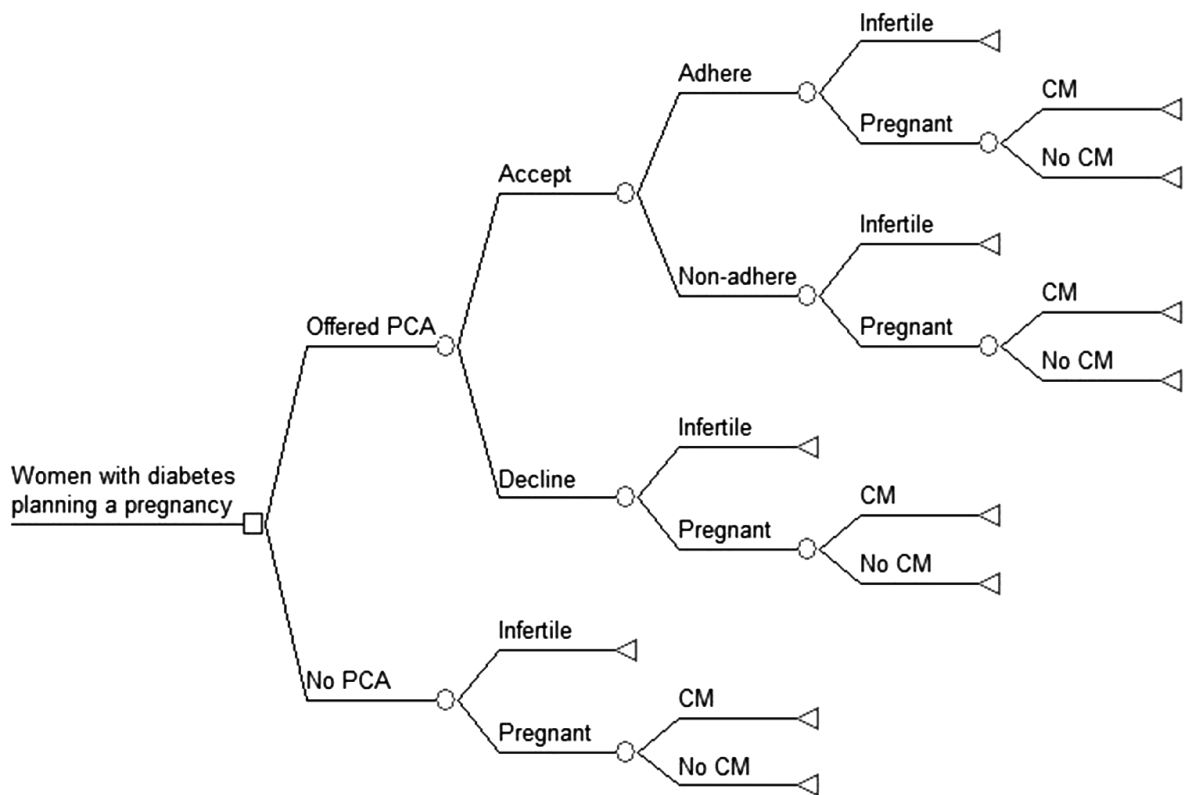 Infertile
Adhere
CM
Pregnant
No CM
Accept
Infertile
Non-adhere
CM
Pregnant
No CM
Offered PCA
Infertile
Decline
CM
Pregnant
No CM
Women with diabetes
planning a pregnancy
Infertile
No PCA
CM
Pregnant
No CM